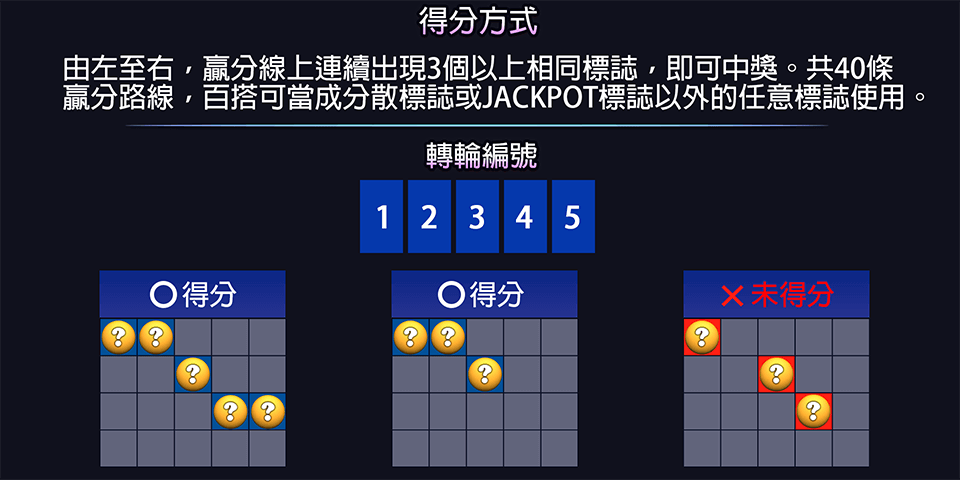 得分方式
由左至右，贏分線上連續出現3個以上相同標誌，即可中獎。共40條
贏分路線，百搭可當成分散標誌或JACKPOT標誌以外的任意標誌使用。
轉輪編號
1 2 3 4 5
○得分 ○得分 ×未得分
? ? ? ? ?
? ? ?
? ? ?